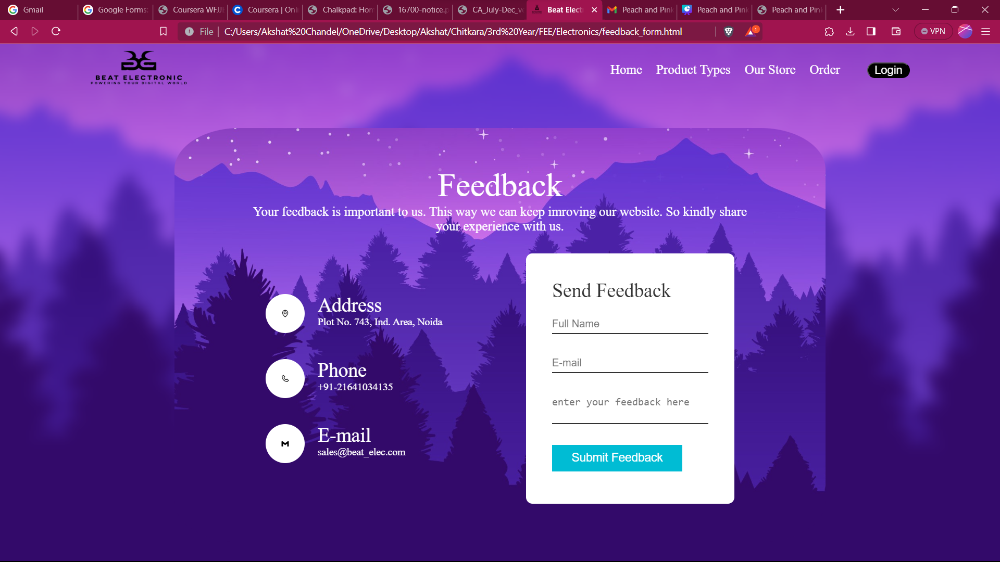 Gmail
Google Forms:
Coursera WFJJI
Coursera | Onli
Chalkpad: Hom
16700-notice.p
CA_July-Dec_ve
Beat Elect
Peach and Pink
Peach and Pink
Peach and Pink
File
C:/Users/Akshat%20Chandel/OneDrive/Desktop/Akshat/Chitkara/3rd%20Year/FEE/Electronics/feedback_form.html
1
VPN
BEAT ELECTRONIC
POWERING YOUR DIGITAL WORLD
Home
Product Types
Our Store
Order
Login
Feedback
Your feedback is important to us. This way we can keep imroving our website. So kindly share
your experience with us.
Address
Plot No. 743, Ind. Area, Noida
Phone
+91-21641034135
E-mail
sales@beat_elec.com
Send Feedback
Full Name
E-mail
enter your feedback here
Submit Feedback